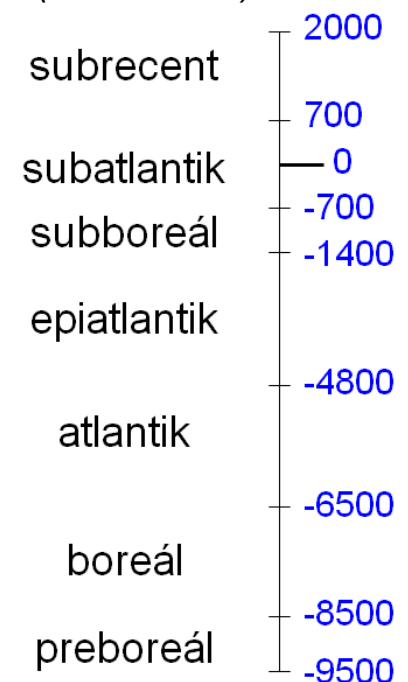 2000
subrecent
700
subatlantik
0
-700
subboreál
-1400
epiatlantik
-4800
atlantik
-6500
boreál
-8500
preboreál
-9500